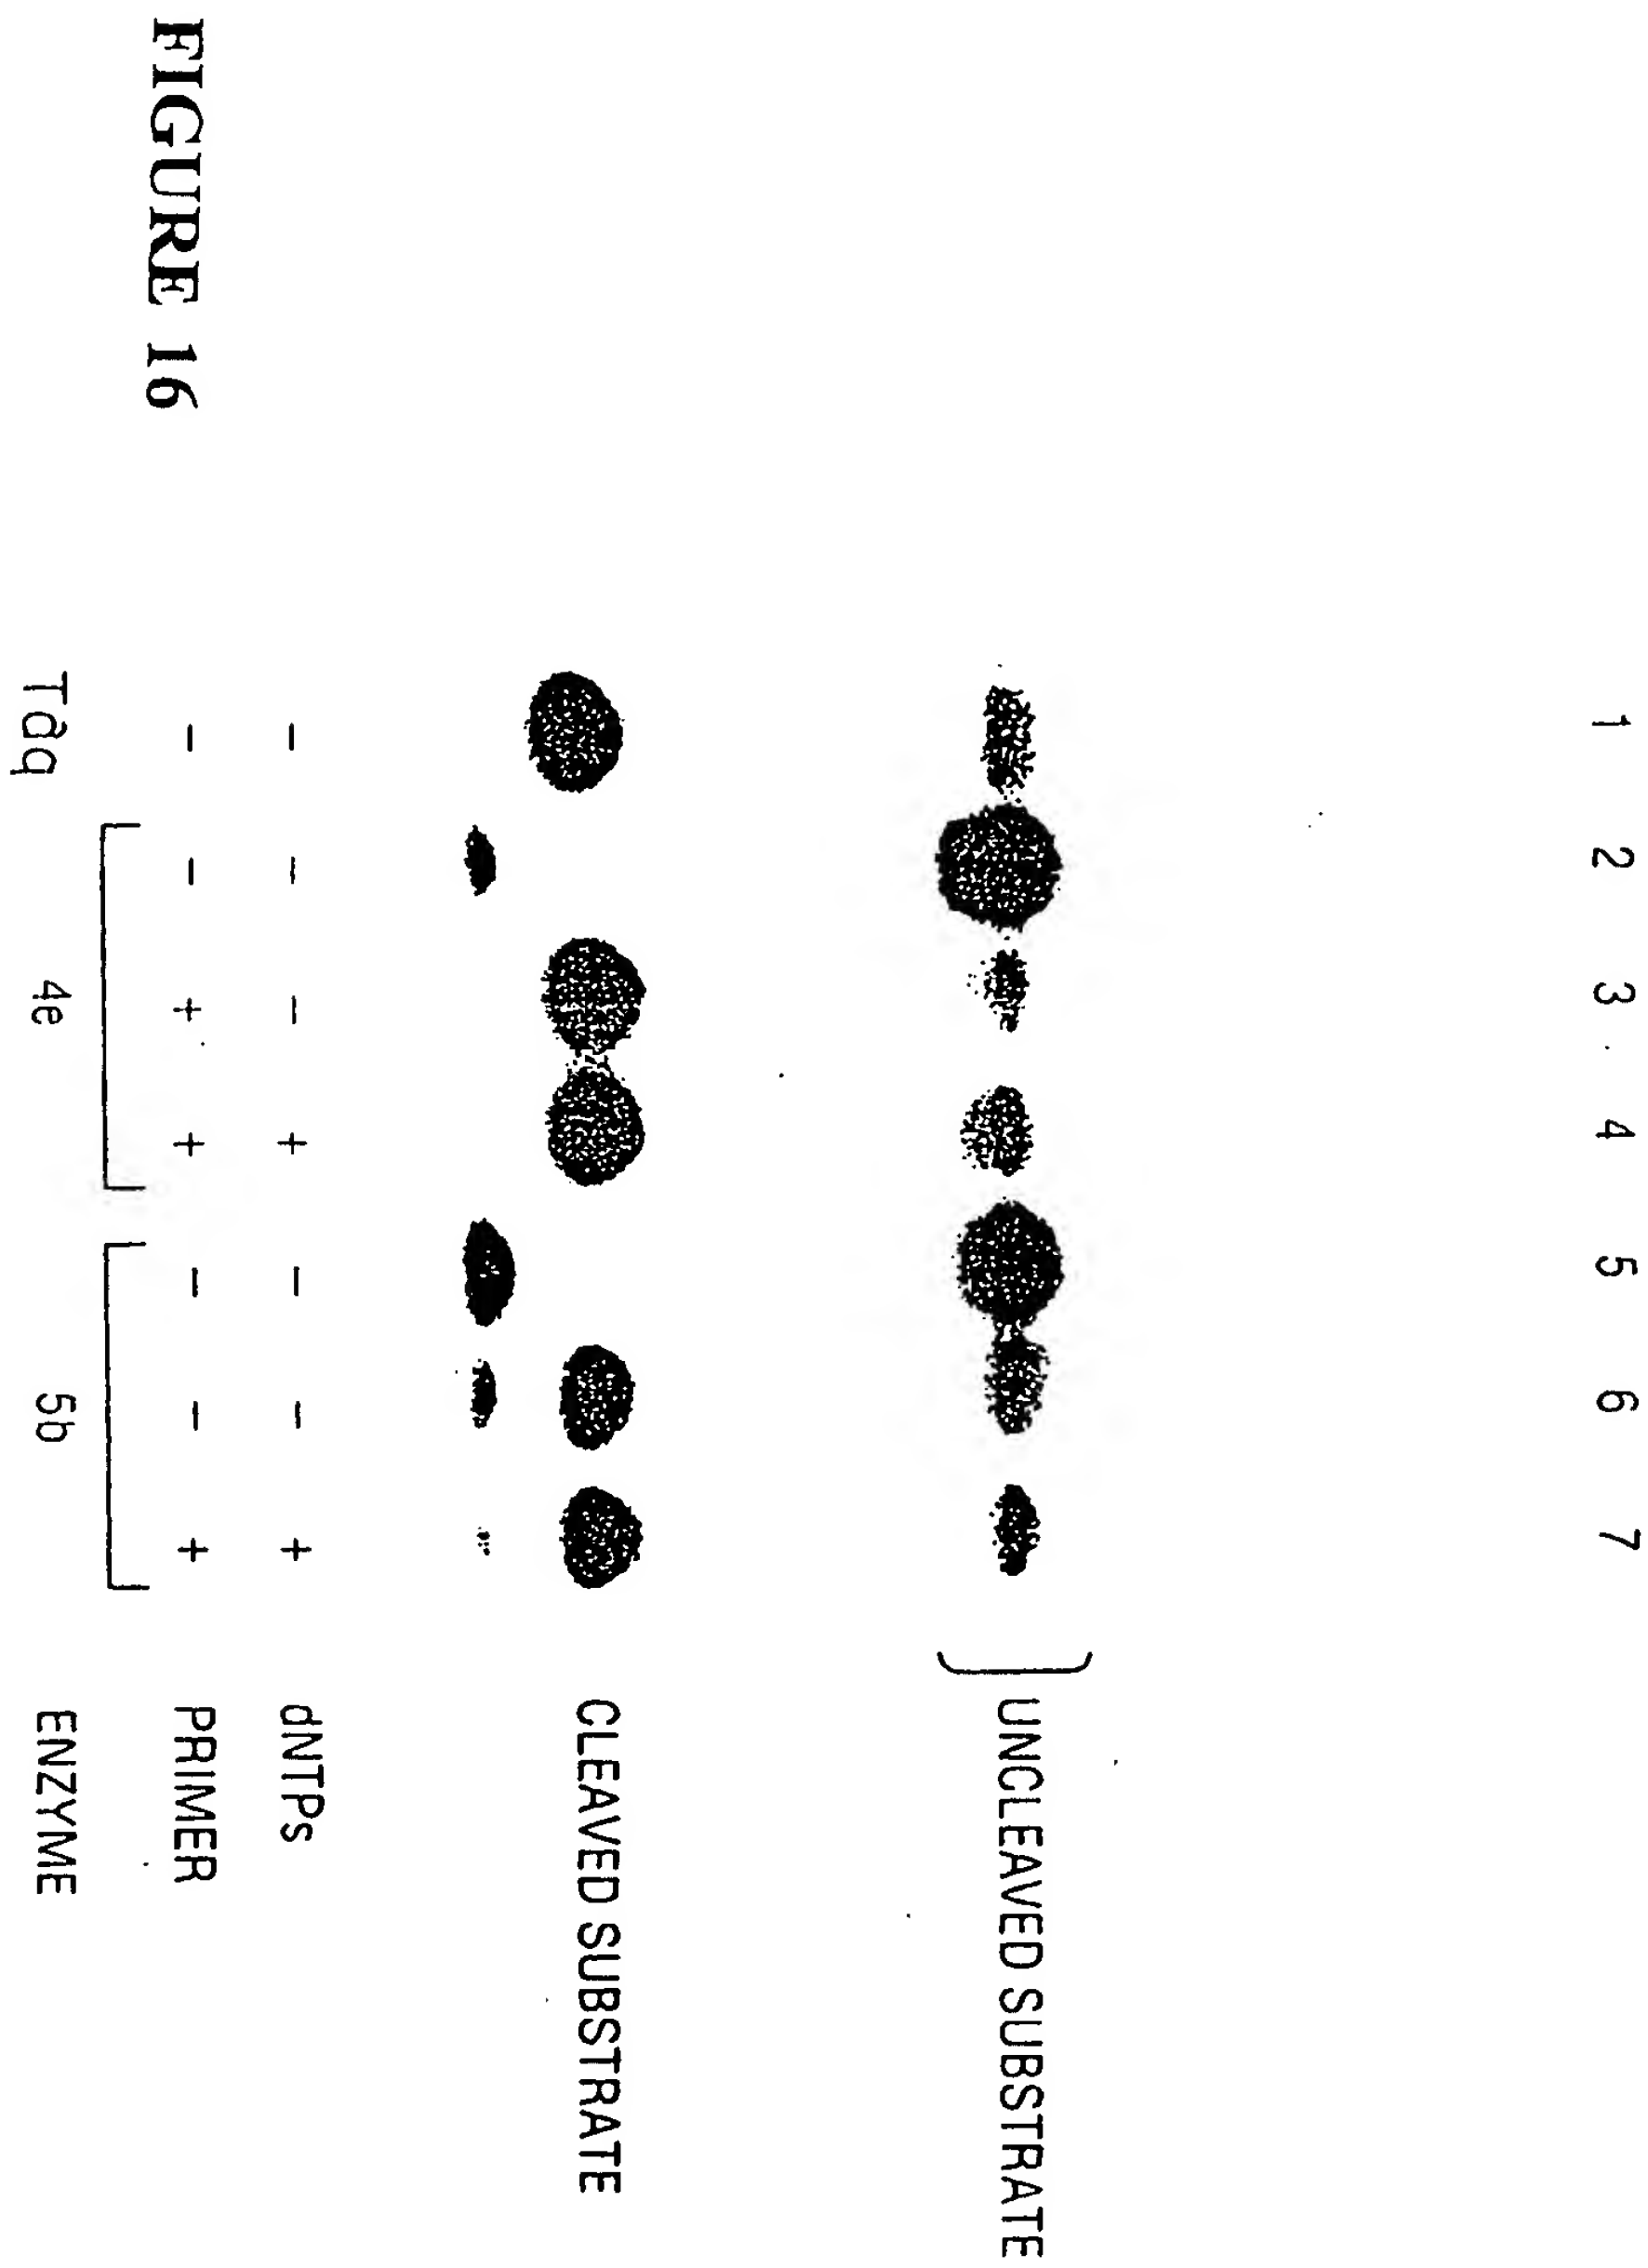 1 2 3 4 5 6 7
UNCLEAVED SUBSTRATE
CLEAVED SUBSTRATE
- - - + - - + dNTPs
- - + + - - + PRIMER
Taq 4e 5b ENZYME
FIGURE 16